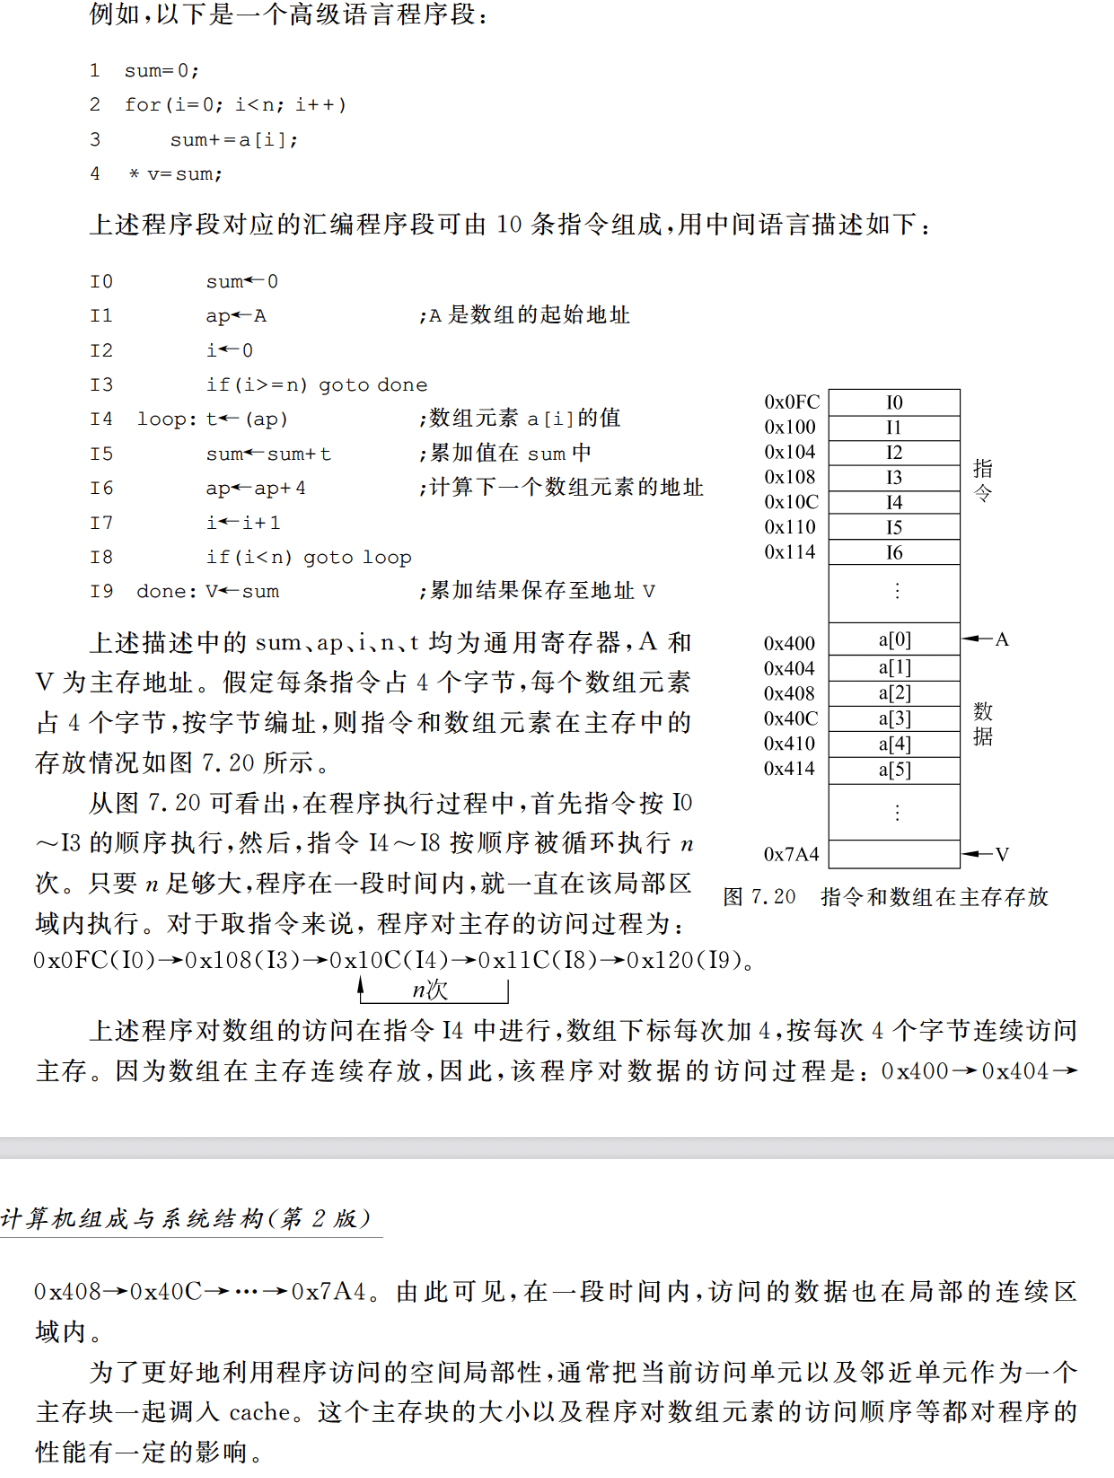 例如,以下是一个高级语言程序段:
1 sum=0;
2 for(i=0; i<n; i++)
3 sum+=a[i];
4 *v=sum;
上述程序段对应的汇编程序段可由 10 条指令组成,用中间语言描述如下:
I0 sum←0
I1 ap←A ;A 是数组的起始地址
I2 i←0
I3 if(i>=n) goto done
I4 loop: t←(ap) ;数组元素 a[i]的值
I5 sum←sum+t ;累加值在 sum 中
I6 ap←ap+4 ;计算下一个数组元素的地址
I7 i←i+1
I8 if(i<n) goto loop
I9 done: V←sum ;累加结果保存至地址 V
上述描述中的 sum、ap、i、n、t 均为通用寄存器,A 和
V 为主存地址。假定每条指令占 4 个字节,每个数组元素
占 4 个字节,按字节编址,则指令和数组元素在主存中的
存放情况如图 7.20 所示。
从图 7.20 可看出,在程序执行过程中,首先指令按 I0
～I3 的顺序执行,然后,指令 I4～I8 按顺序被循环执行 n
次。只要 n 足够大,程序在一段时间内,就一直在该局部区
域内执行。对于取指令来说,程序对主存的访问过程为:
0x0FC(I0)→0x108(I3)→0x10C(I4)→0x11C(I8)→0x120(I9)。
n次
0x0FC I0
0x100 I1
0x104 I2
0x108 I3
0x10C I4
0x110 I5
0x114 I6
⋮
指令
0x400 a[0] ←A
0x404 a[1]
0x408 a[2]
0x40C a[3]
0x410 a[4]
0x414 a[5]
⋮
数据
0x7A4 ←V
图 7.20 指令和数组在主存存放
上述程序对数组的访问在指令 I4 中进行,数组下标每次加 4,按每次 4 个字节连续访问
主存。因为数组在主存连续存放,因此,该程序对数据的访问过程是:0x400→0x404→
计算机组成与系统结构(第 2 版)
0x408→0x40C→⋯→0x7A4。由此可见,在一段时间内,访问的数据也在局部的连续区
域内。
为了更好地利用程序访问的空间局部性,通常把当前访问单元以及邻近单元作为一个
主存块一起调入 cache。这个主存块的大小以及程序对数组元素的访问顺序等都对程序的
性能有一定的影响。